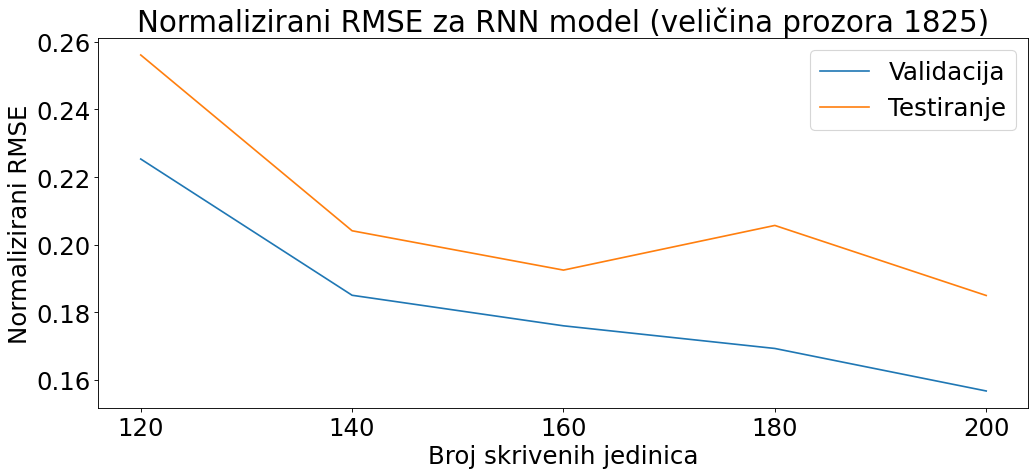 Normalizirani RMSE za RNN model (veličina prozora 1825)
Validacija
Testiranje
Normalizirani RMSE
0.26
0.24
0.22
0.20
0.18
0.16
120 140 160 180 200
Broj skrivenih jedinica